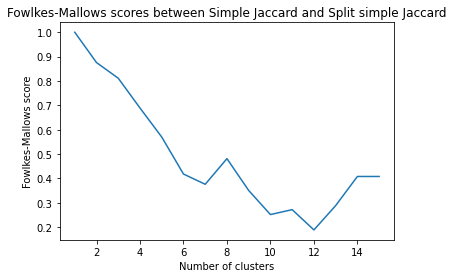 Fowlkes-Mallows scores between Simple Jaccard and Split simple Jaccard
1.0
0.9
0.8
0.7
0.6
0.5
0.4
0.3
0.2
Fowlkes-Mallows score
2 4 6 8 10 12 14
Number of clusters